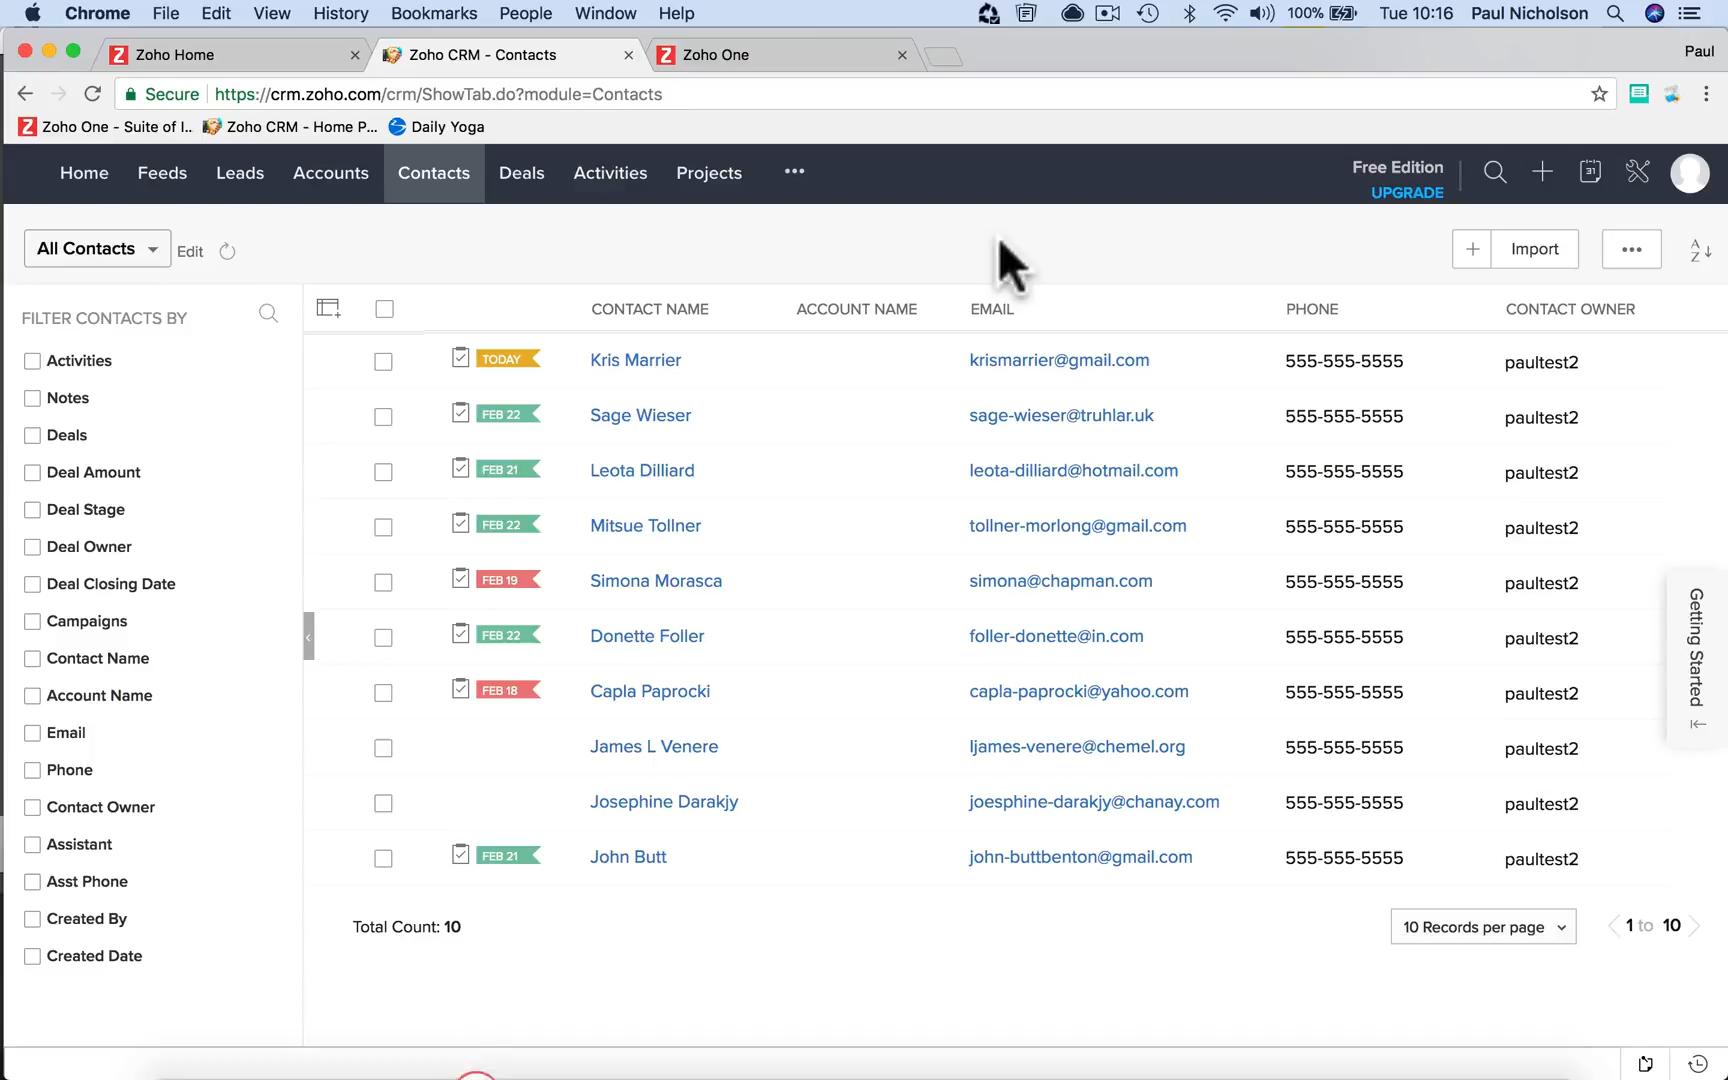 Chrome File Edit View History Bookmarks People Window Help 100% Tue 10:16 Paul Nicholson
Zoho Home Zoho CRM - Contacts Zoho One Paul
Secure https://crm.zoho.com/crm/ShowTab.do?module=Contacts
Zoho One - Suite of I... Zoho CRM - Home P... Daily Yoga
Home Feeds Leads Accounts Contacts Deals Activities Projects ••• Free Edition
UPGRADE
All Contacts Edit Import •••
FILTER CONTACTS BY
Activities
Notes
Deals
Deal Amount
Deal Stage
Deal Owner
Deal Closing Date
Campaigns
Contact Name
Account Name
Email
Phone
Contact Owner
Assistant
Asst Phone
Created By
Created Date
CONTACT NAME ACCOUNT NAME EMAIL PHONE CONTACT OWNER
TODAY Kris Marrier krismarrier@gmail.com 555-555-5555 paultest2
FEB 22 Sage Wieser sage-wieser@truhlar.uk 555-555-5555 paultest2
FEB 21 Leota Dilliard leota-dilliard@hotmail.com 555-555-5555 paultest2
FEB 22 Mitsue Tollner tollner-morlong@gmail.com 555-555-5555 paultest2
FEB 19 Simona Morasca simona@chapman.com 555-555-5555 paultest2
FEB 22 Donette Foller foller-donette@in.com 555-555-5555 paultest2
FEB 18 Capla Paprocki capla-paprocki@yahoo.com 555-555-5555 paultest2
James L Venere ljames-venere@chemel.org 555-555-5555 paultest2
Josephine Darakjy joesphine-darakjy@chanay.com 555-555-5555 paultest2
FEB 21 John Butt john-buttbenton@gmail.com 555-555-5555 paultest2
Total Count: 10 10 Records per page 1 to 10
Getting Started